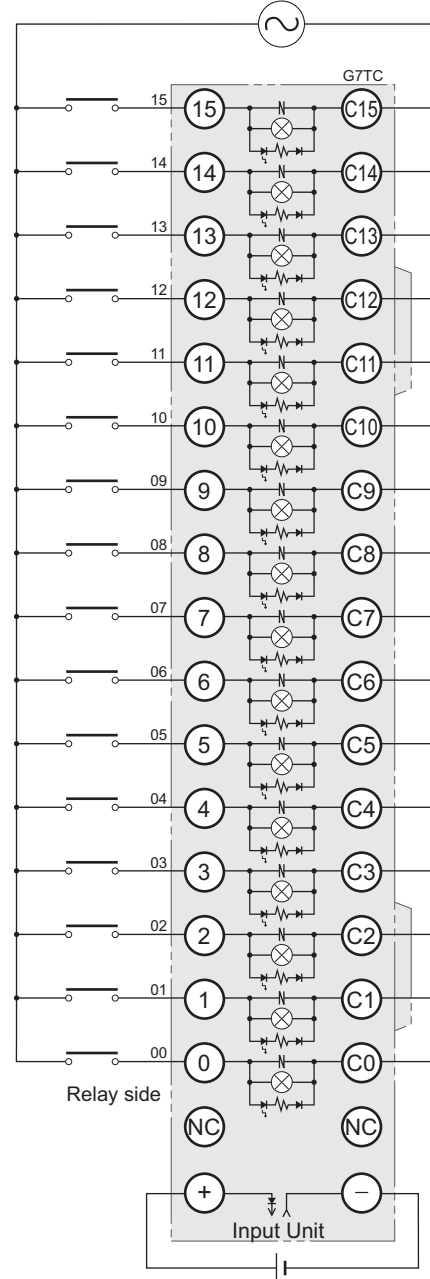 G7TC
15 15 N C15
14 14 N C14
13 13 N C13
12 12 N C12
11 11 N C11
10 10 N C10
09 9 N C9
08 8 N C8
07 7 N C7
06 6 N C6
05 5 N C5
04 4 N C4
03 3 N C3
02 2 N C2
01 1 N C1
00 0 N C0
Relay side
NC NC
+ −
Input Unit